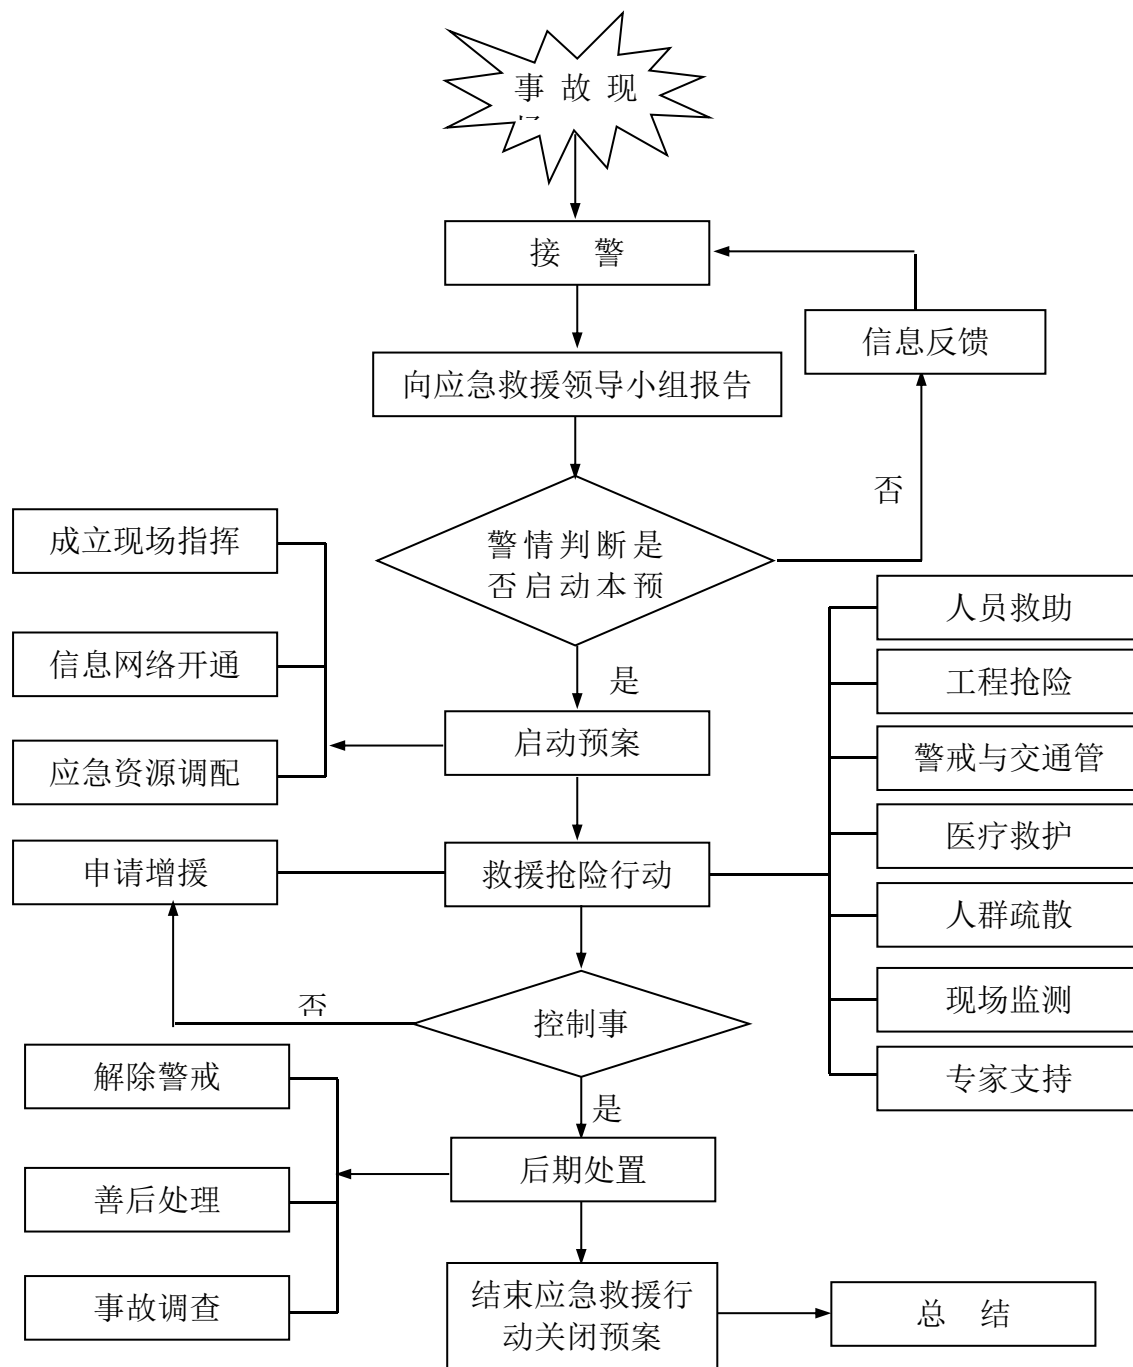 事故现
接 警
信息反馈
向应急救援领导小组报告
否
警情判断是
否启动本预
成立现场指挥
信息网络开通
应急资源调配
是
启动预案
人员救助
工程抢险
警戒与交通管
医疗救护
人群疏散
现场监测
专家支持
申请增援
救援抢险行动
否
控制事
解除警戒
善后处理
事故调查
是
后期处置
结束应急救援行
动关闭预案
总 结